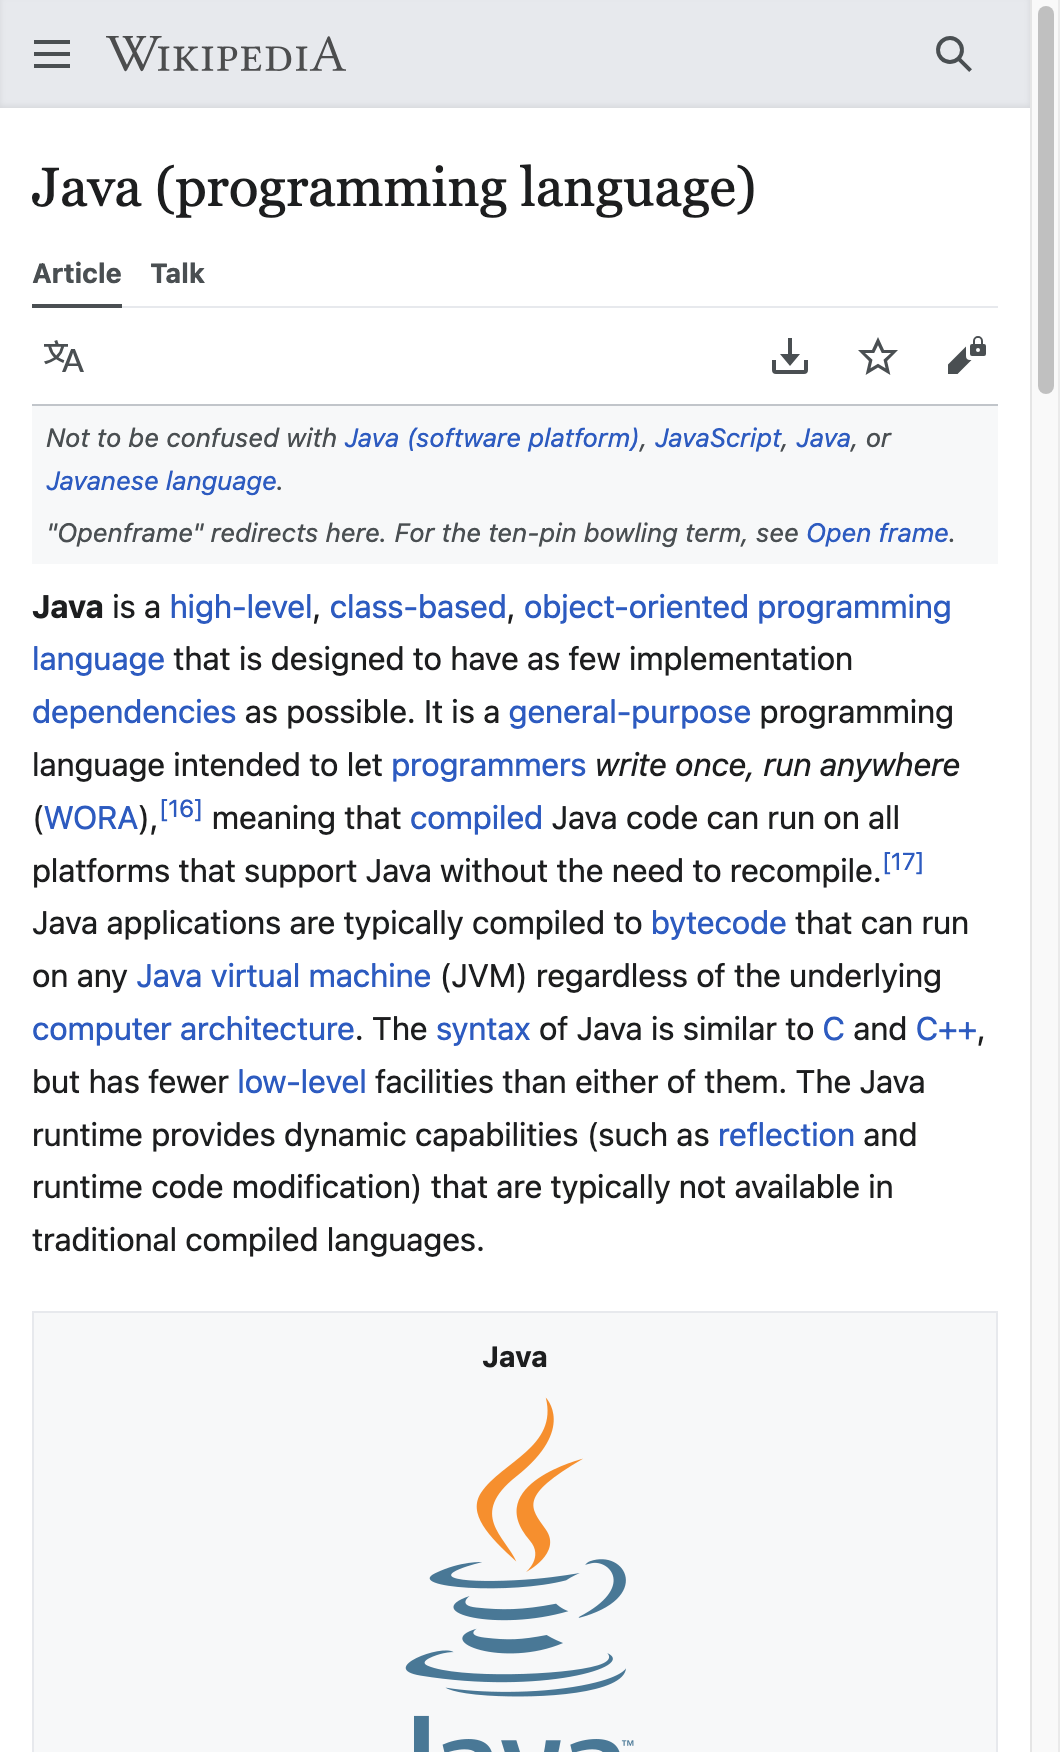 WIKIPEDIA
Java (programming language)
Article Talk
Not to be confused with Java (software platform), JavaScript, Java, or
Javanese language.
"Openframe" redirects here. For the ten-pin bowling term, see Open frame.
Java is a high-level, class-based, object-oriented programming
language that is designed to have as few implementation
dependencies as possible. It is a general-purpose programming
language intended to let programmers write once, run anywhere
(WORA),[16] meaning that compiled Java code can run on all
platforms that support Java without the need to recompile.[17]
Java applications are typically compiled to bytecode that can run
on any Java virtual machine (JVM) regardless of the underlying
computer architecture. The syntax of Java is similar to C and C++,
but has fewer low-level facilities than either of them. The Java
runtime provides dynamic capabilities (such as reflection and
runtime code modification) that are typically not available in
traditional compiled languages.
Java
Java™